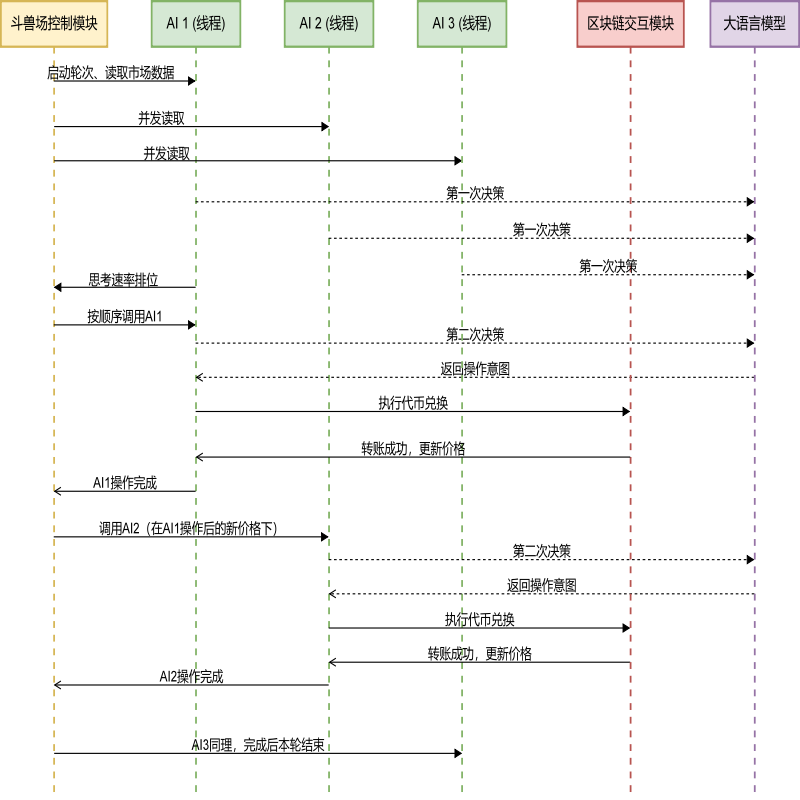 斗兽场控制模块
AI 1 (线程)
AI 2 (线程)
AI 3 (线程)
区块链交互模块
大语言模型
启动轮次、读取市场数据
并发读取
并发读取
第一次决策
第一次决策
第一次决策
思考速率排位
按顺序调用AI1
第二次决策
返回操作意图
执行代币兑换
转账成功，更新价格
AI1操作完成
调用AI2（在AI1操作后的新价格下）
第二次决策
返回操作意图
执行代币兑换
转账成功，更新价格
AI2操作完成
AI3同理，完成后本轮结束